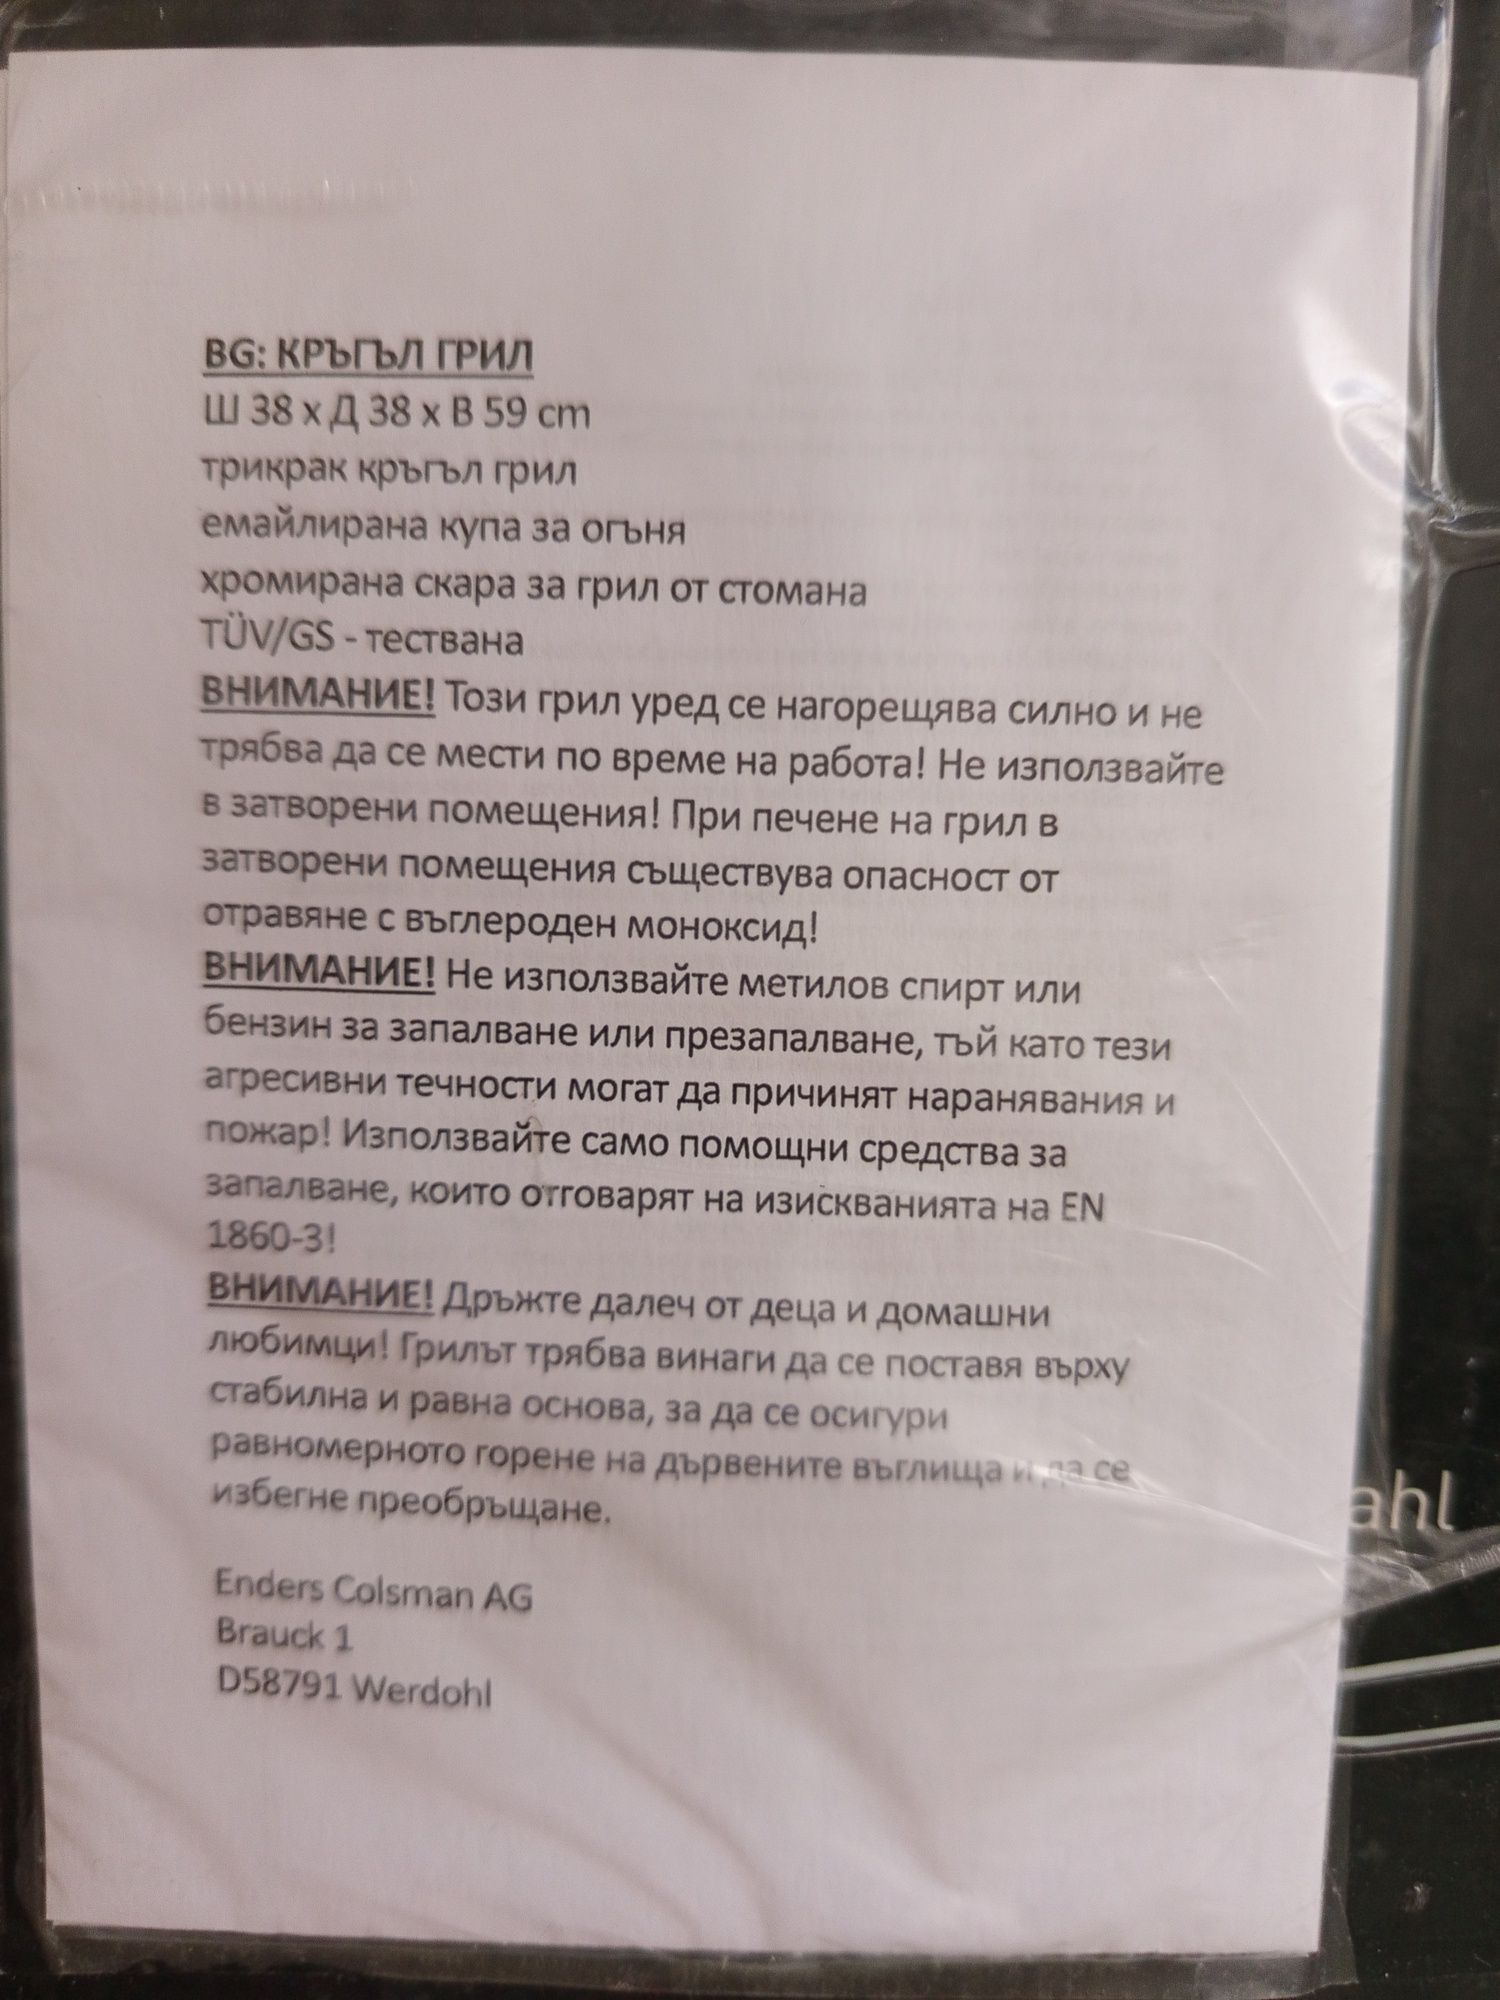 BG: КРЪГЪЛ ГРИЛ
Ш 38 х Д 38 х В 59 cm
трикрак кръгъл грил
емайлирана купа за огъня
хромирана скара за грил от стомана
TÜV/GS - тествана
ВНИМАНИЕ! Този грил уред се нагорещява силно и не
трябва да се мести по време на работа! Не използвайте
в затворени помещения! При печене на грил в
затворени помещения съществува опасност от
отравяне с въглероден моноксид!
ВНИМАНИЕ! Не използвайте метилов спирт или
бензин за запалване или презапалване, тъй като тези
агресивни течности могат да причинят наранявания и
пожар! Използвайте само помощни средства за
запалване, които отговарят на изискванията на EN
1860-3!
ВНИМАНИЕ! Дръжте далеч от деца и домашни
любимци! Грилът трябва винаги да се поставя върху
стабилна и равна основа, за да се осигури
равномерното горене на дървените въглища и да се
избегне преобръщане.
Enders Colsman AG
Brauck 1
D58791 Werdohl
ahl